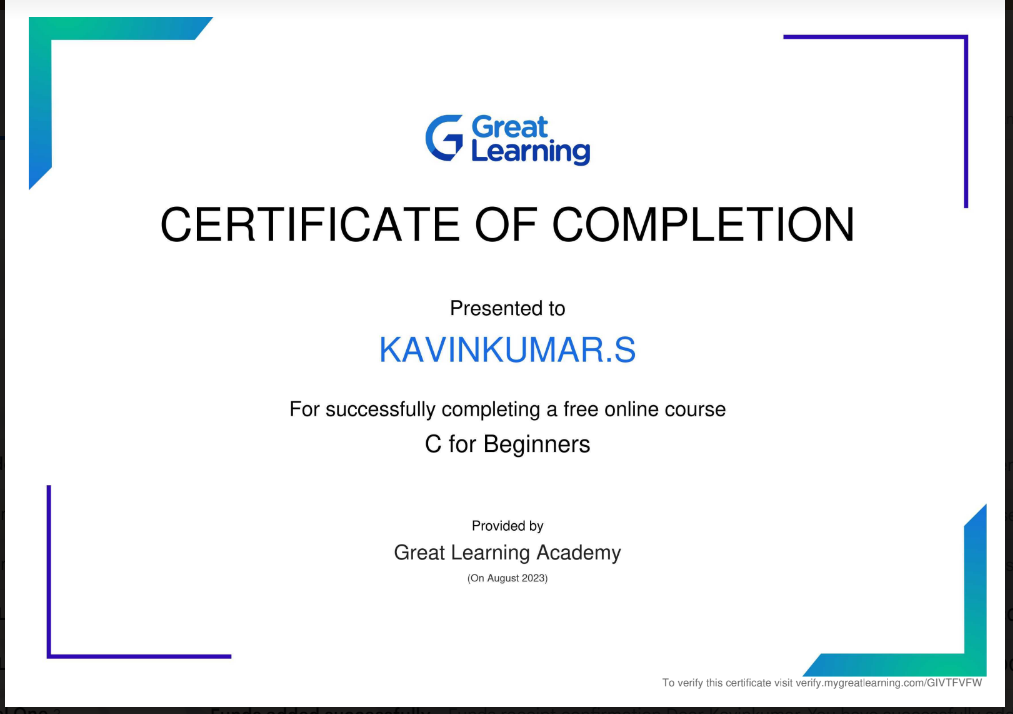 Great
Learning
CERTIFICATE OF COMPLETION
Presented to
KAVINKUMAR.S
For successfully completing a free online course
C for Beginners
Provided by
Great Learning Academy
(On August 2023)
To verify this certificate visit verify.mygreatlearning.com/GIVTFVFW